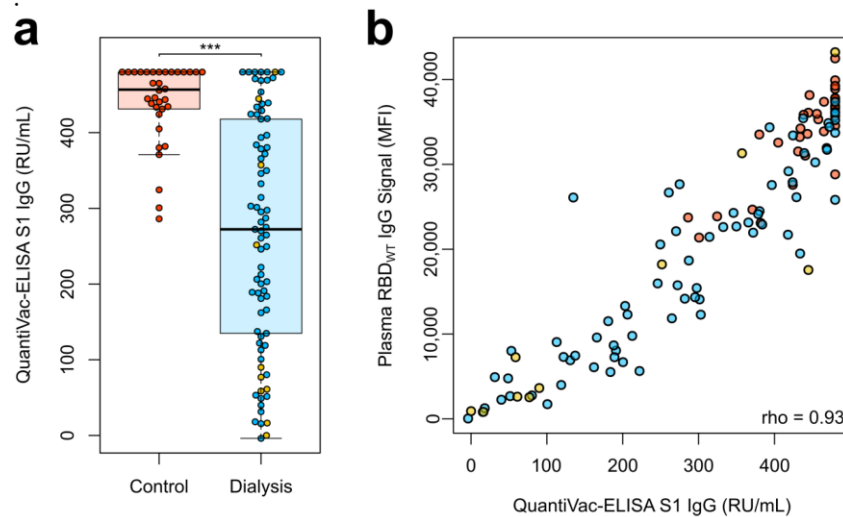 a
***
QuantiVac-ELISA S1 IgG (RU/mL)
400
300
200
100
0
Control
Dialysis
b
Plasma RBDWT IgG Signal (MFI)
40,000
30,000
20,000
10,000
0
rho = 0.93
0
100
200
300
400
QuantiVac-ELISA S1 IgG (RU/mL)